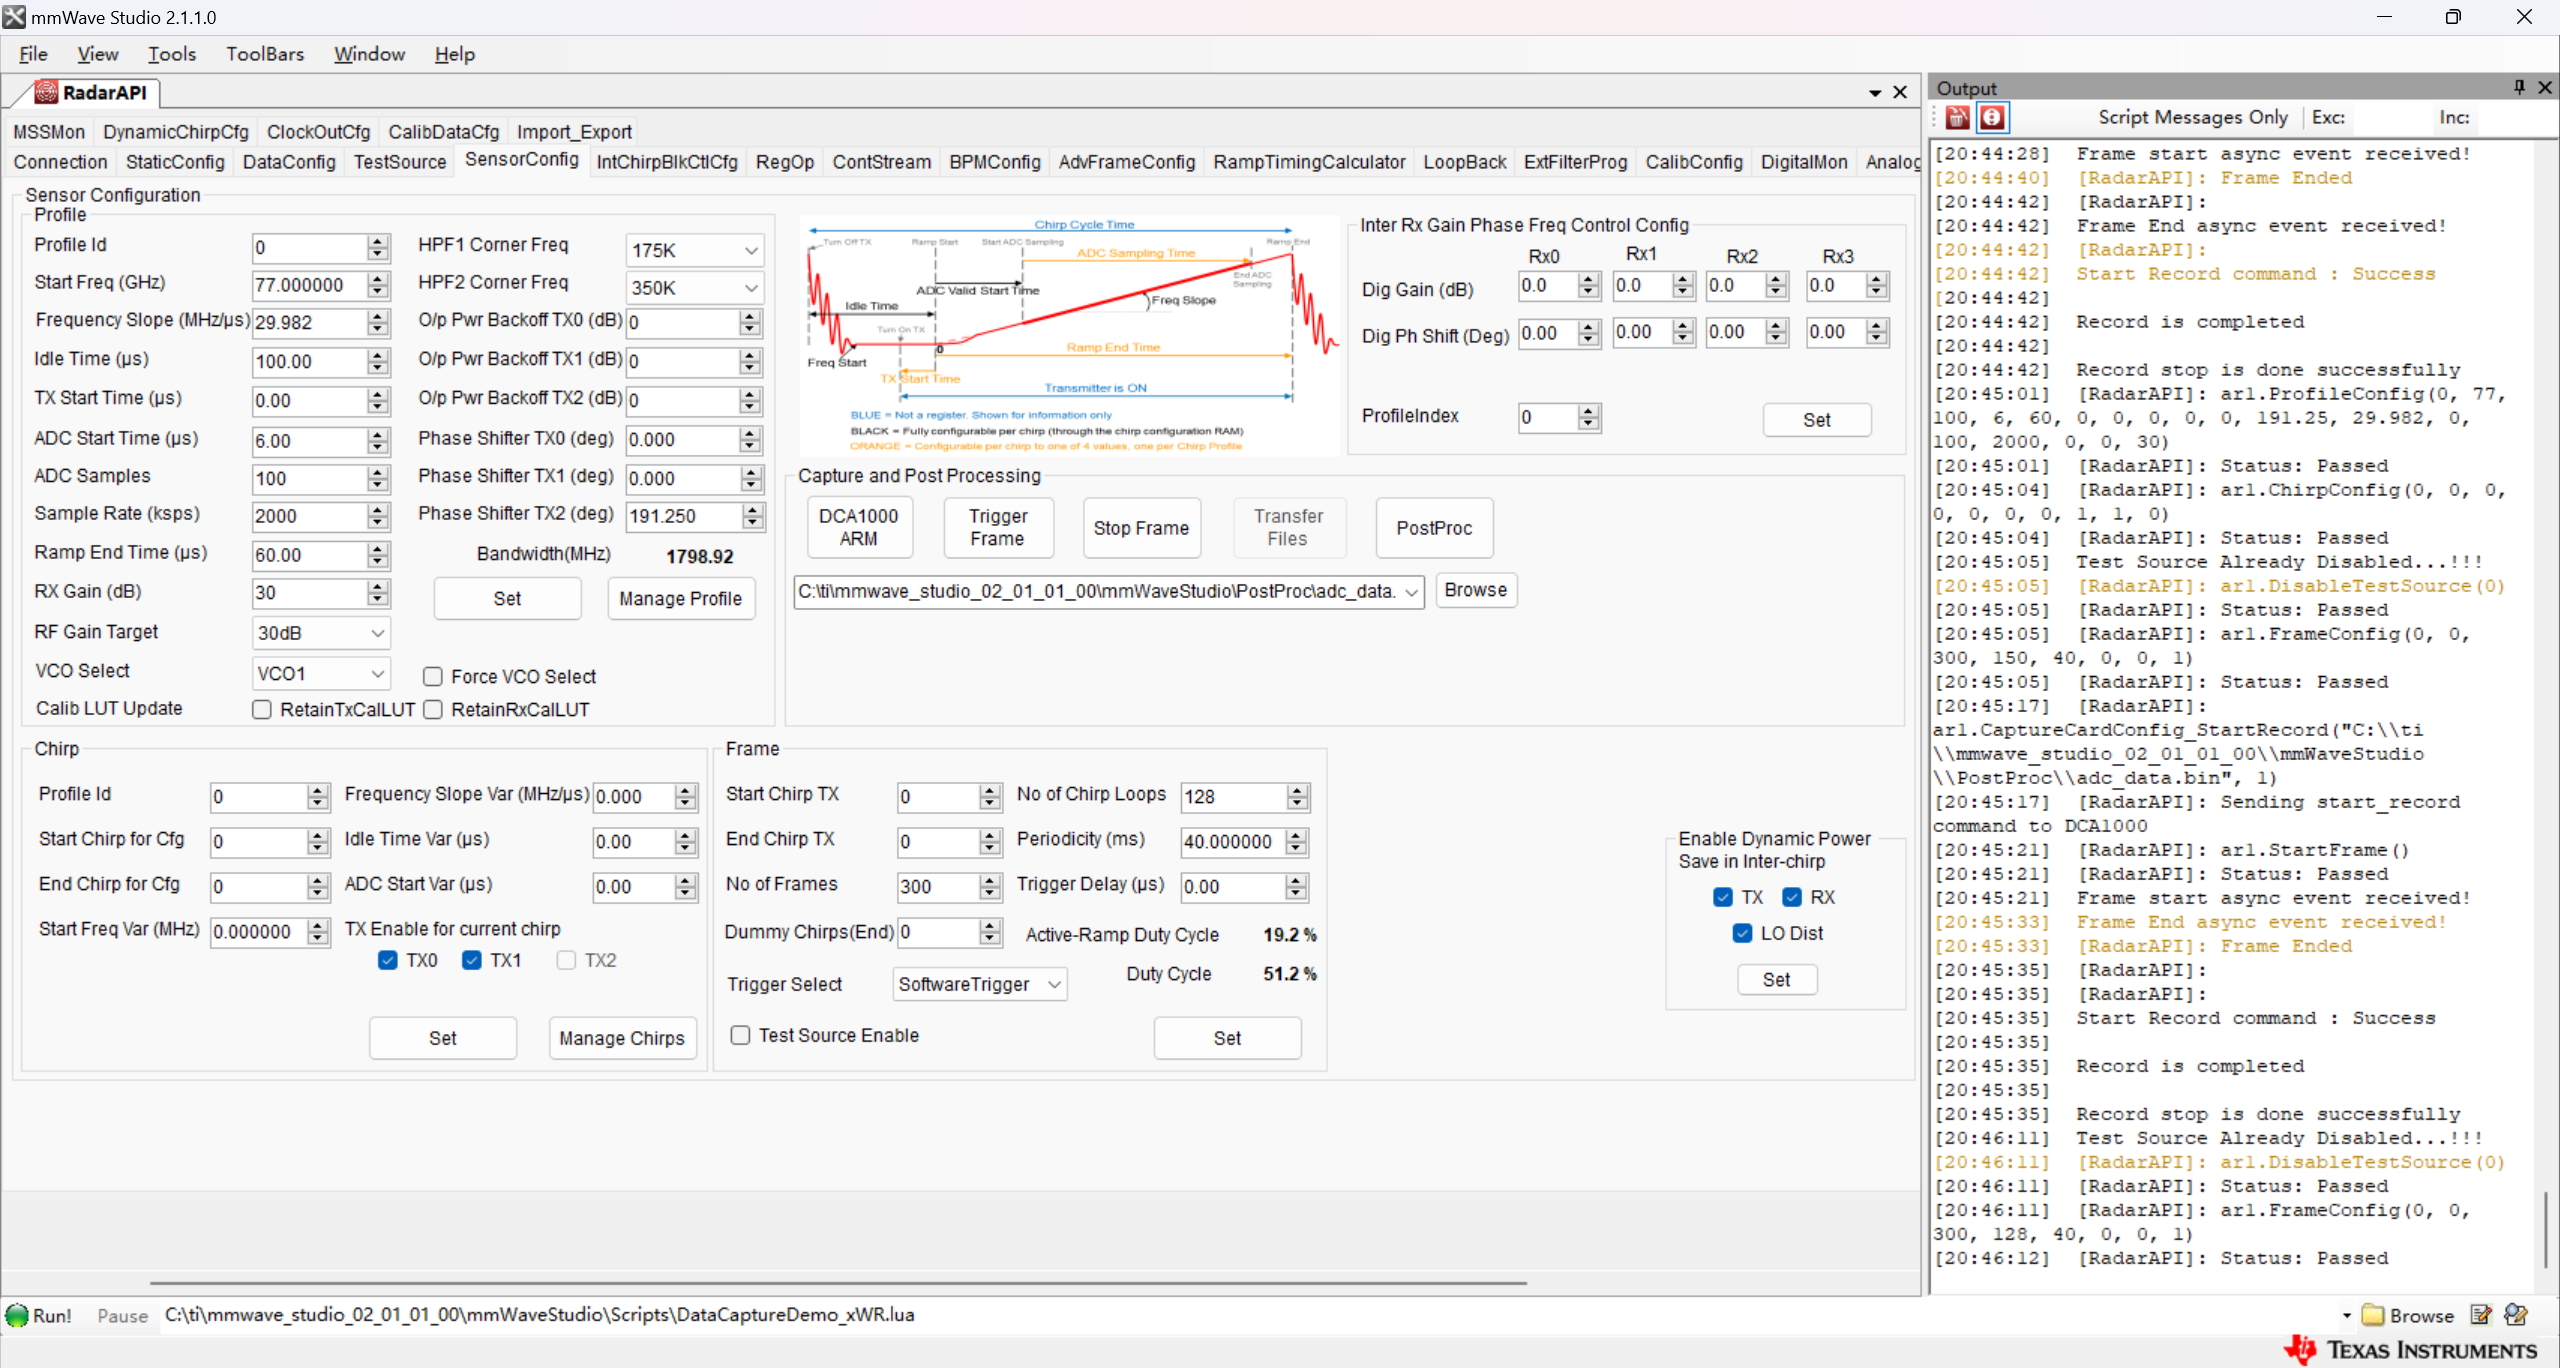 mmWave Studio 2.1.1.0
File View Tools ToolBars Window Help
RadarAPI
MSSMon DynamicChirpCfg ClockOutCfg CalibDataCfg Import_Export
Connection StaticConfig DataConfig TestSource SensorConfig IntChirpBlkCtlCfg RegOp ContStream BPMConfig AdvFrameConfig RampTimingCalculator LoopBack ExtFilterProg CalibConfig DigitalMon Analog
Sensor Configuration
Profile
Profile Id 0 HPF1 Corner Freq 175K
Start Freq (GHz) 77.000000 HPF2 Corner Freq 350K
Frequency Slope (MHz/µs) 29.982 O/p Pwr Backoff TX0 (dB) 0
Idle Time (µs) 100.00 O/p Pwr Backoff TX1 (dB) 0
TX Start Time (µs) 0.00 O/p Pwr Backoff TX2 (dB) 0
ADC Start Time (µs) 6.00 Phase Shifter TX0 (deg) 0.000
ADC Samples 100 Phase Shifter TX1 (deg) 0.000
Sample Rate (ksps) 2000 Phase Shifter TX2 (deg) 191.250
Ramp End Time (µs) 60.00 Bandwidth(MHz) 1798.92
RX Gain (dB) 30 Set Manage Profile
RF Gain Target 30dB
VCO Select VCO1 Force VCO Select
Calib LUT Update RetainTxCalLUT RetainRxCalLUT
Chirp Cycle Time
Turn Off TX Ramp Start Start ADC Sampling Ramp End
ADC Sampling Time
End ADC
Sampling
ADC Valid Start Time
Freq Slope
Idle Time
Turn On TX
0
Ramp End Time
Freq Start
TX Start Time
Transmitter is ON
BLUE = Not a register. Shown for information only
BLACK = Fully configurable per chirp (through the chirp configuration RAM)
ORANGE = Configurable per chirp to one of 4 values, one per Chirp Profile
Inter Rx Gain Phase Freq Control Config
Rx0 Rx1 Rx2 Rx3
Dig Gain (dB) 0.0 0.0 0.0 0.0
Dig Ph Shift (Deg) 0.00 0.00 0.00 0.00
ProfileIndex 0 Set
Capture and Post Processing
DCA1000 ARM
Trigger Frame
Stop Frame
Transfer Files
PostProc
C:\ti\mmwave_studio_02_01_01_00\mmWaveStudio\PostProc\adc_data. Browse
Chirp
Profile Id 0 Frequency Slope Var (MHz/µs) 0.000
Start Chirp for Cfg 0 Idle Time Var (µs) 0.00
End Chirp for Cfg 0 ADC Start Var (µs) 0.00
Start Freq Var (MHz) 0.000000 TX Enable for current chirp
TX0 TX1 TX2
Set Manage Chirps
Frame
Start Chirp TX 0 No of Chirp Loops 128
End Chirp TX 0 Periodicity (ms) 40.000000
No of Frames 300 Trigger Delay (µs) 0.00
Dummy Chirps(End) 0 Active-Ramp Duty Cycle 19.2 %
Duty Cycle 51.2 %
Trigger Select SoftwareTrigger
Test Source Enable Set
Enable Dynamic Power
Save in Inter-chirp
TX RX
LO Dist
Set
Output
Script Messages Only Exc: Inc:
[20:44:28] Frame start async event received!
[20:44:40] [RadarAPI]: Frame Ended
[20:44:42] [RadarAPI]:
[20:44:42] Frame End async event received!
[20:44:42] [RadarAPI]:
[20:44:42] Start Record command : Success
[20:44:42]
[20:44:42] Record is completed
[20:44:42]
[20:44:42] Record stop is done successfully
[20:45:01] [RadarAPI]: ar1.ProfileConfig(0, 77,
100, 6, 60, 0, 0, 0, 0, 0, 191.25, 29.982, 0,
100, 2000, 0, 0, 30)
[20:45:01] [RadarAPI]: Status: Passed
[20:45:04] [RadarAPI]: ar1.ChirpConfig(0, 0, 0,
0, 0, 0, 0, 1, 1, 0)
[20:45:04] [RadarAPI]: Status: Passed
[20:45:05] Test Source Already Disabled...!!!
[20:45:05] [RadarAPI]: ar1.DisableTestSource(0)
[20:45:05] [RadarAPI]: Status: Passed
[20:45:05] [RadarAPI]: ar1.FrameConfig(0, 0,
300, 150, 40, 0, 0, 1)
[20:45:05] [RadarAPI]: Status: Passed
[20:45:17] [RadarAPI]:
ar1.CaptureCardConfig_StartRecord("C:\\ti
\\mmwave_studio_02_01_01_00\\mmWaveStudio
\\PostProc\\adc_data.bin", 1)
[20:45:17] [RadarAPI]: Sending start_record
command to DCA1000
[20:45:21] [RadarAPI]: ar1.StartFrame()
[20:45:21] [RadarAPI]: Status: Passed
[20:45:21] Frame start async event received!
[20:45:33] Frame End async event received!
[20:45:33] [RadarAPI]: Frame Ended
[20:45:35] [RadarAPI]:
[20:45:35] [RadarAPI]:
[20:45:35] Start Record command : Success
[20:45:35]
[20:45:35] Record is completed
[20:45:35]
[20:45:35] Record stop is done successfully
[20:46:11] Test Source Already Disabled...!!!
[20:46:11] [RadarAPI]: ar1.DisableTestSource(0)
[20:46:11] [RadarAPI]: Status: Passed
[20:46:11] [RadarAPI]: ar1.FrameConfig(0, 0,
300, 128, 40, 0, 0, 1)
[20:46:12] [RadarAPI]: Status: Passed
Run! Pause C:\ti\mmwave_studio_02_01_01_00\mmWaveStudio\Scripts\DataCaptureDemo_xWR.lua Browse
TEXAS INSTRUMENTS